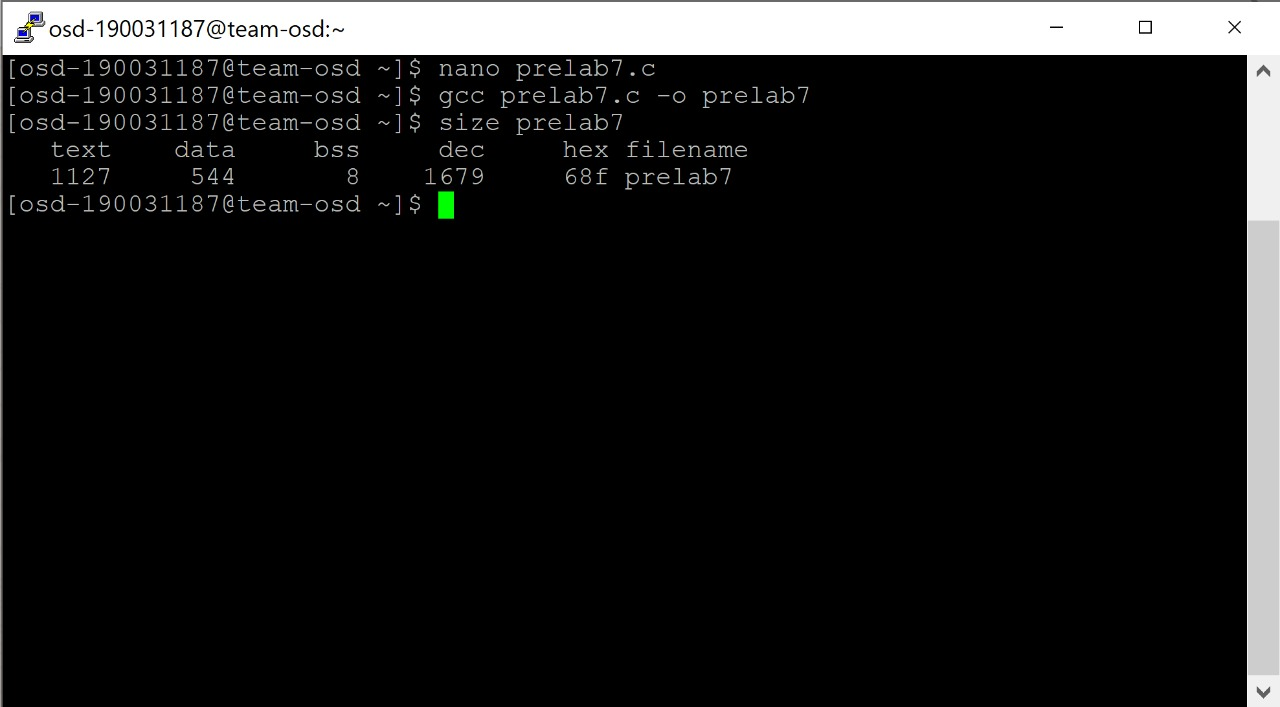 osd-190031187@team-osd:~
[osd-190031187@team-osd ~]$ nano prelab7.c
[osd-190031187@team-osd ~]$ gcc prelab7.c -o prelab7
[osd-190031187@team-osd ~]$ size prelab7
   text    data     bss     dec     hex filename
   1127     544       8    1679     68f prelab7
[osd-190031187@team-osd ~]$